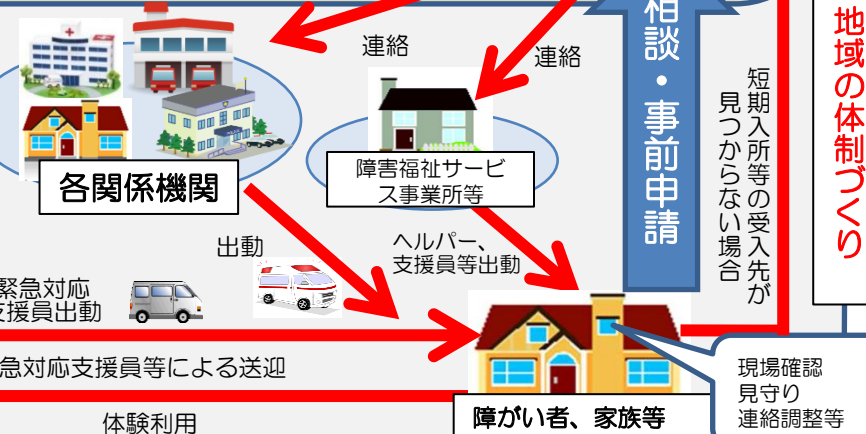 相談・事前申請
地域の体制づくり
短期入所等の受入先が
見つからない場合
連絡
連絡
各関係機関
障害福祉サービ
ス事業所等
出動
ヘルパー、
支援員等出動
緊急対応
支援員出動
急対応支援員等による送迎
体験利用
障がい者、家族等
現場確認
見守り
連絡調整等